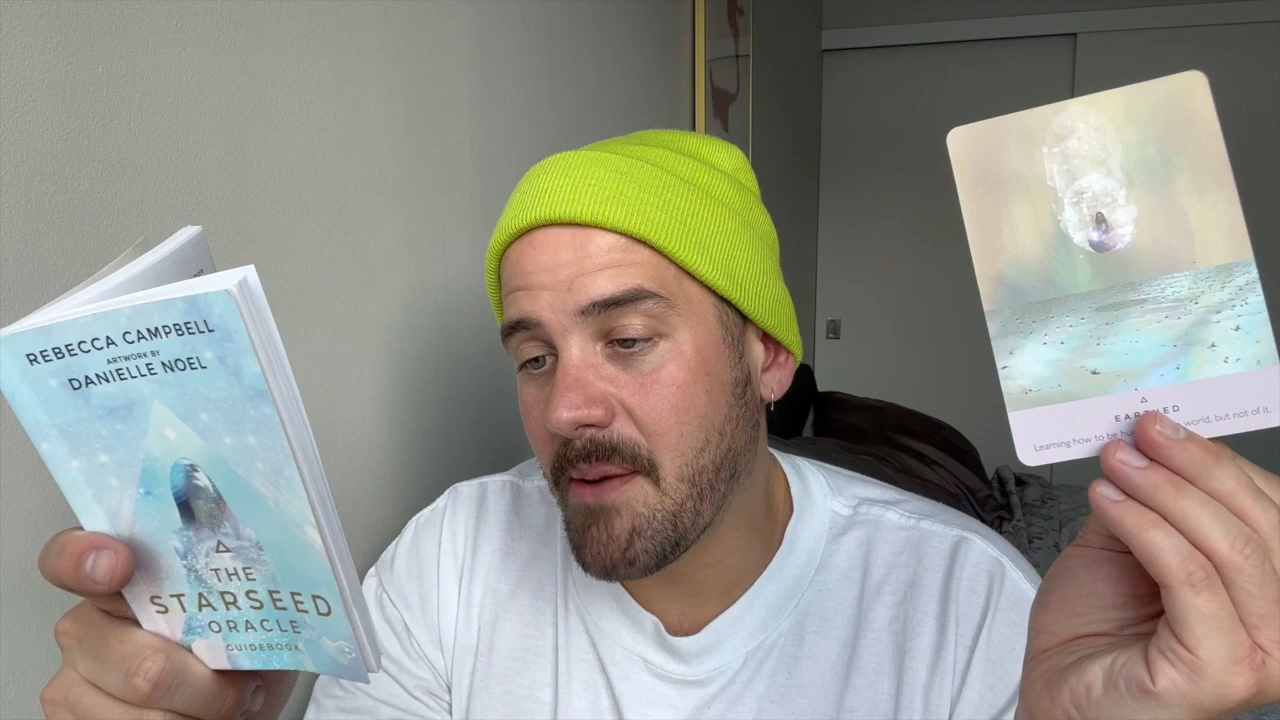 REBECCA CAMPBELL
ARTWORK BY
DANIELLE NOEL
THE
STARSEED
ORACLE
GUIDEBOOK
EARTHED
Learning how to be world, but not of it.